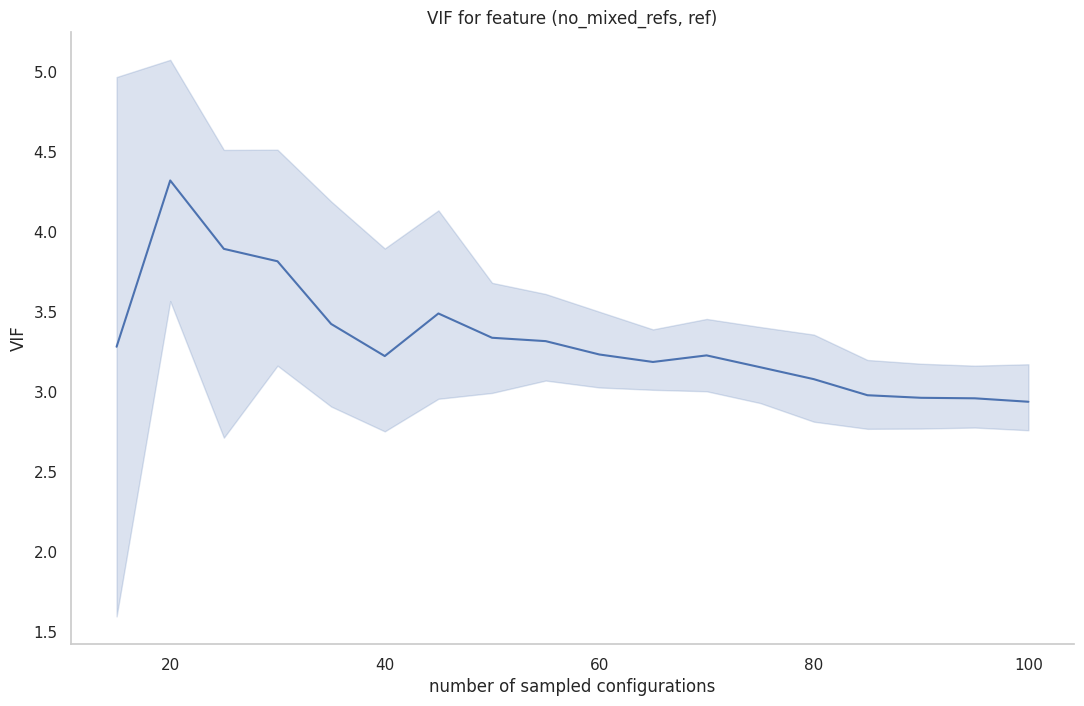 VIF for feature (no_mixed_refs, ref)
VIF
5.0
4.5
4.0
3.5
3.0
2.5
2.0
1.5
20 40 60 80 100
number of sampled configurations